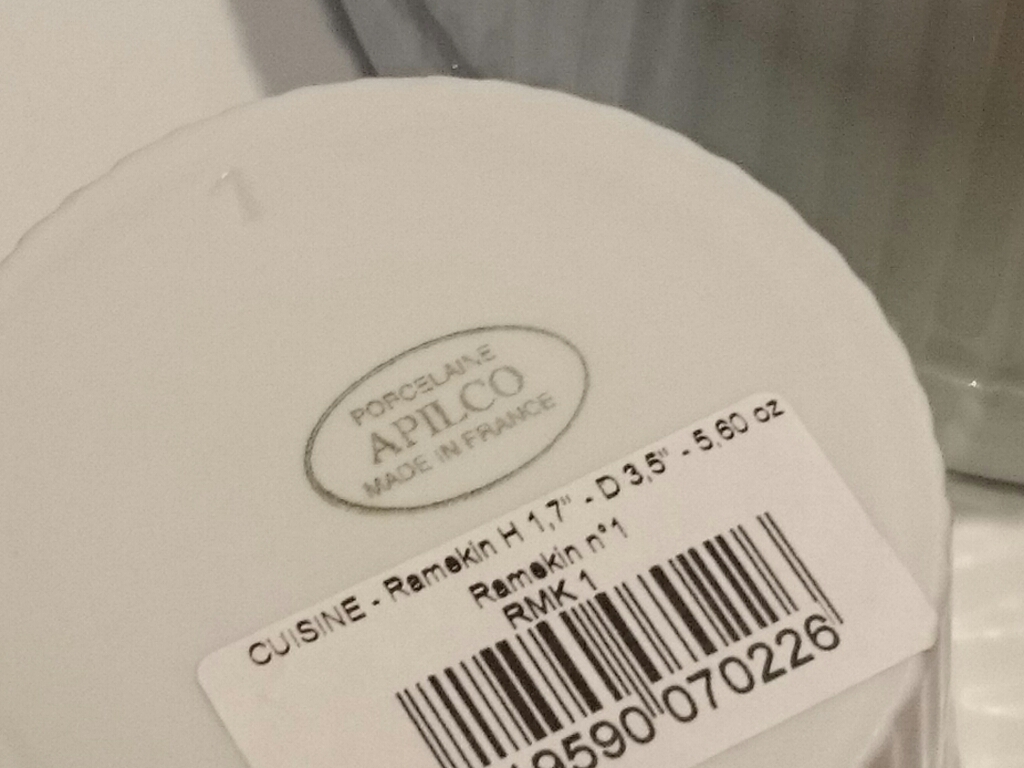 1
PORCELAINE
APILCO
MADE IN FRANCE
CUISINE - Ramekin H 1,7" - D 3,5" - 5,60 oz
Ramekin n°1
RMK 1
9590 070226